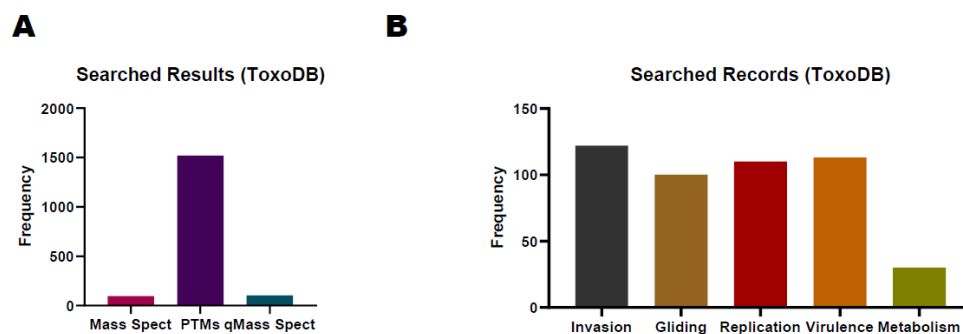 A
Searched Results (ToxoDB)
Frequency
2000
1500
1000
500
0
Mass Spect PTMs qMass Spect
B
Searched Records (ToxoDB)
Frequency
150
100
50
0
Invasion Gliding Replication Virulence Metabolism